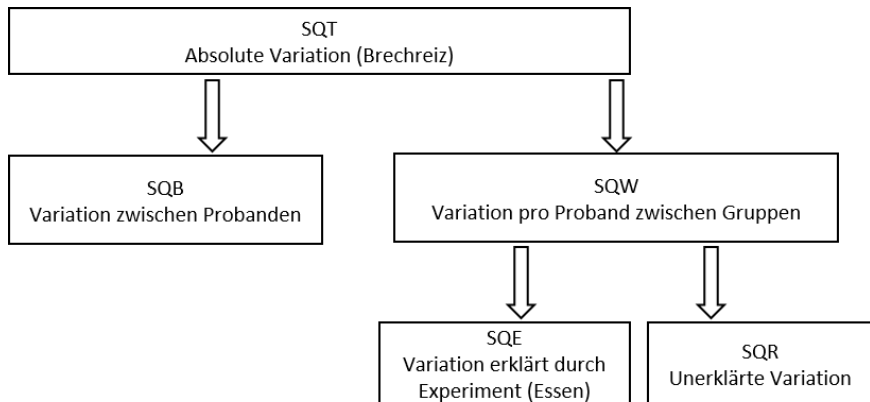 SQT
Absolute Variation (Brechreiz)
SQB
Variation zwischen Probanden
SQW
Variation pro Proband zwischen Gruppen
SQE
Variation erklärt durch
Experiment (Essen)
SQR
Unerklärte Variation